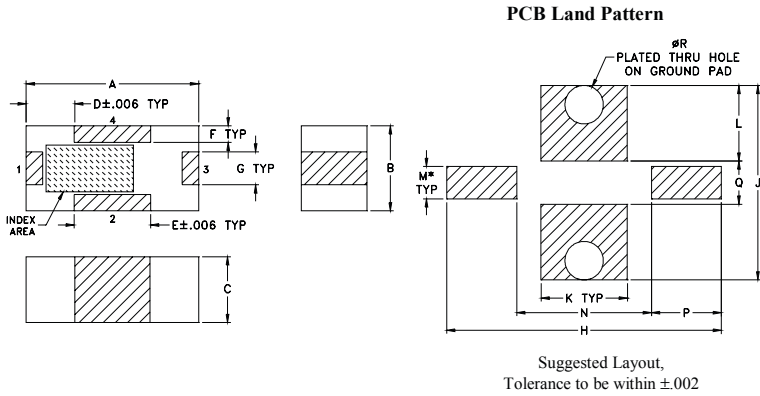 PCB Land Pattern
øR
PLATED THRU HOLE
ON GROUND PAD
A
D±.006 TYP
4
F TYP
1
3
G TYP
INDEX
AREA
2
E±.006 TYP
B
C
M*
TYP
L
Q
J
K TYP
N
P
H
Suggested Layout,
Tolerance to be within ±.002